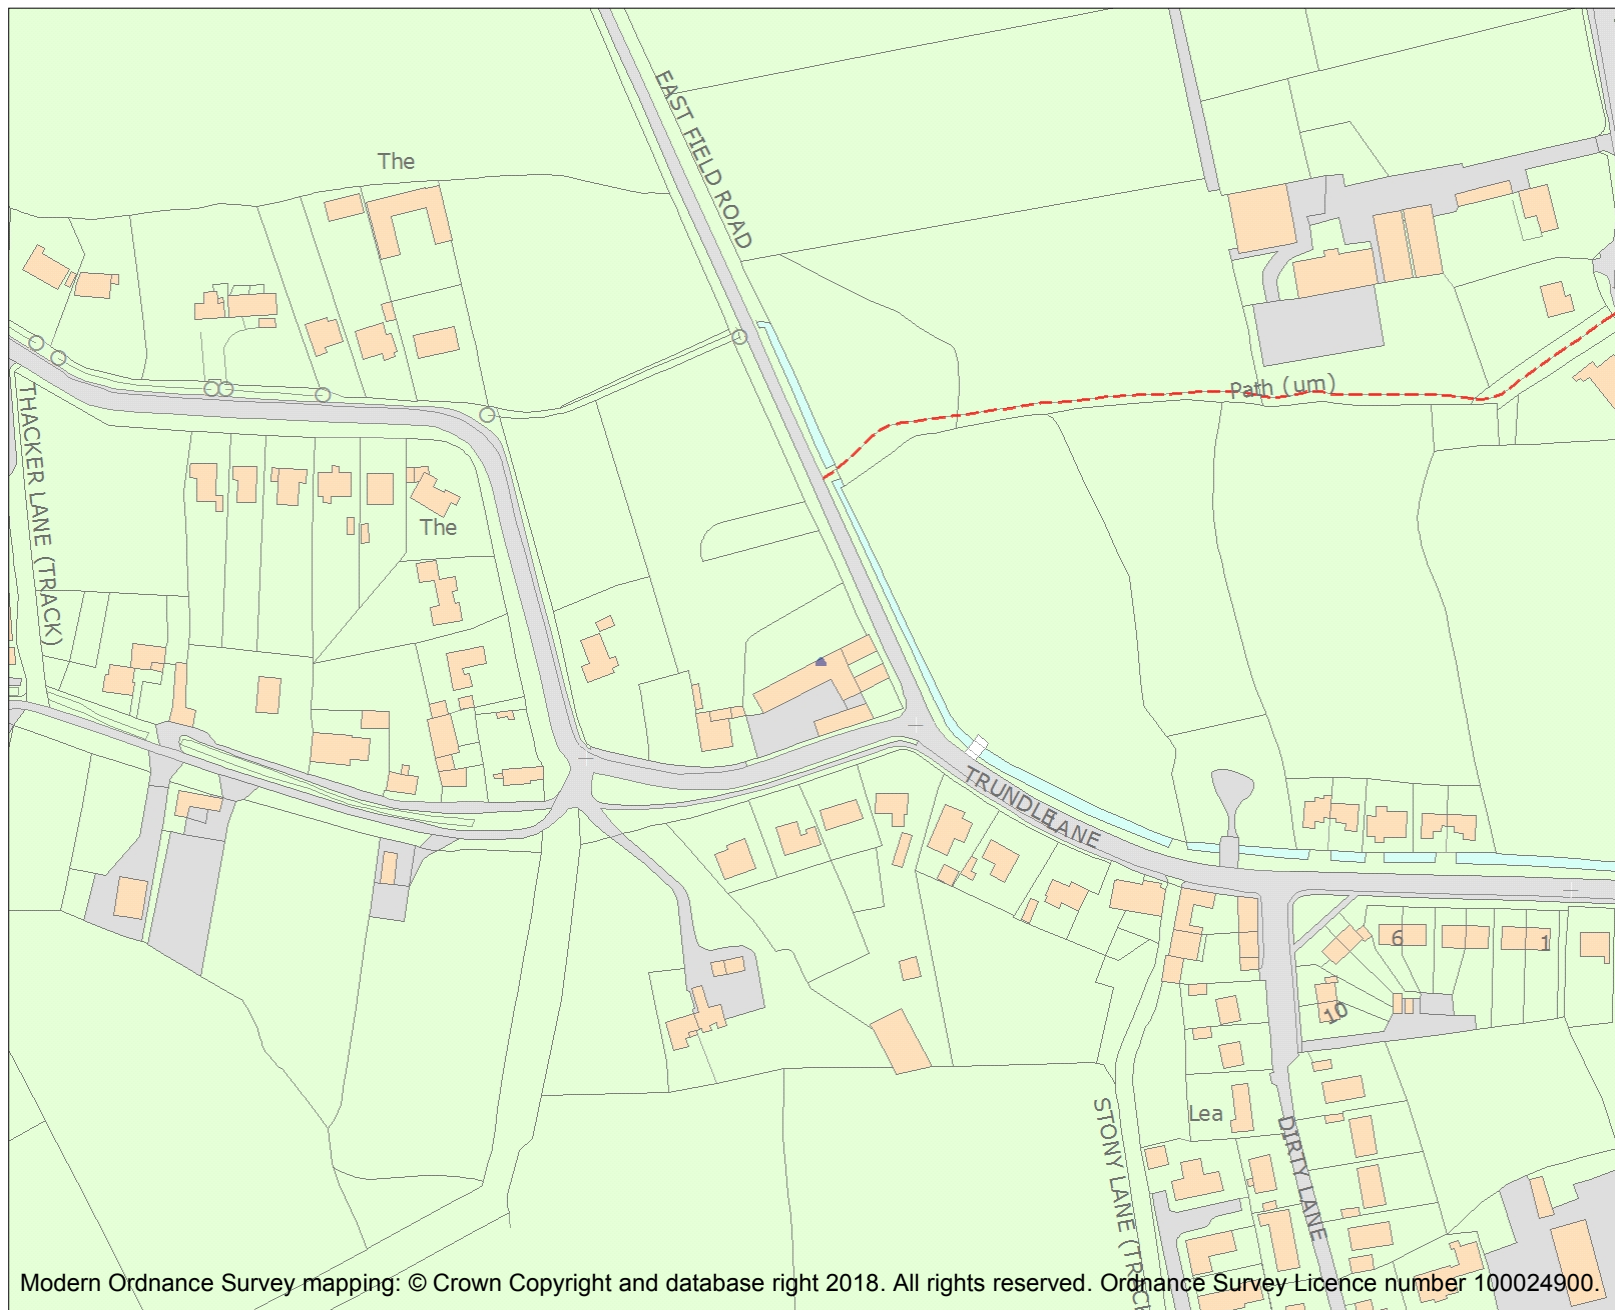 EAST FIELD ROAD
The
Path (um)
THACKER LANE (TRACK)
The
TRUNDLE LANE
6
1
10
Lea
STONY LANE (TRACK
DIRTY LANE
Modern Ordnance Survey mapping: © Crown Copyright and database right 2018. All rights reserved. Ordnance Survey Licence number 100024900.